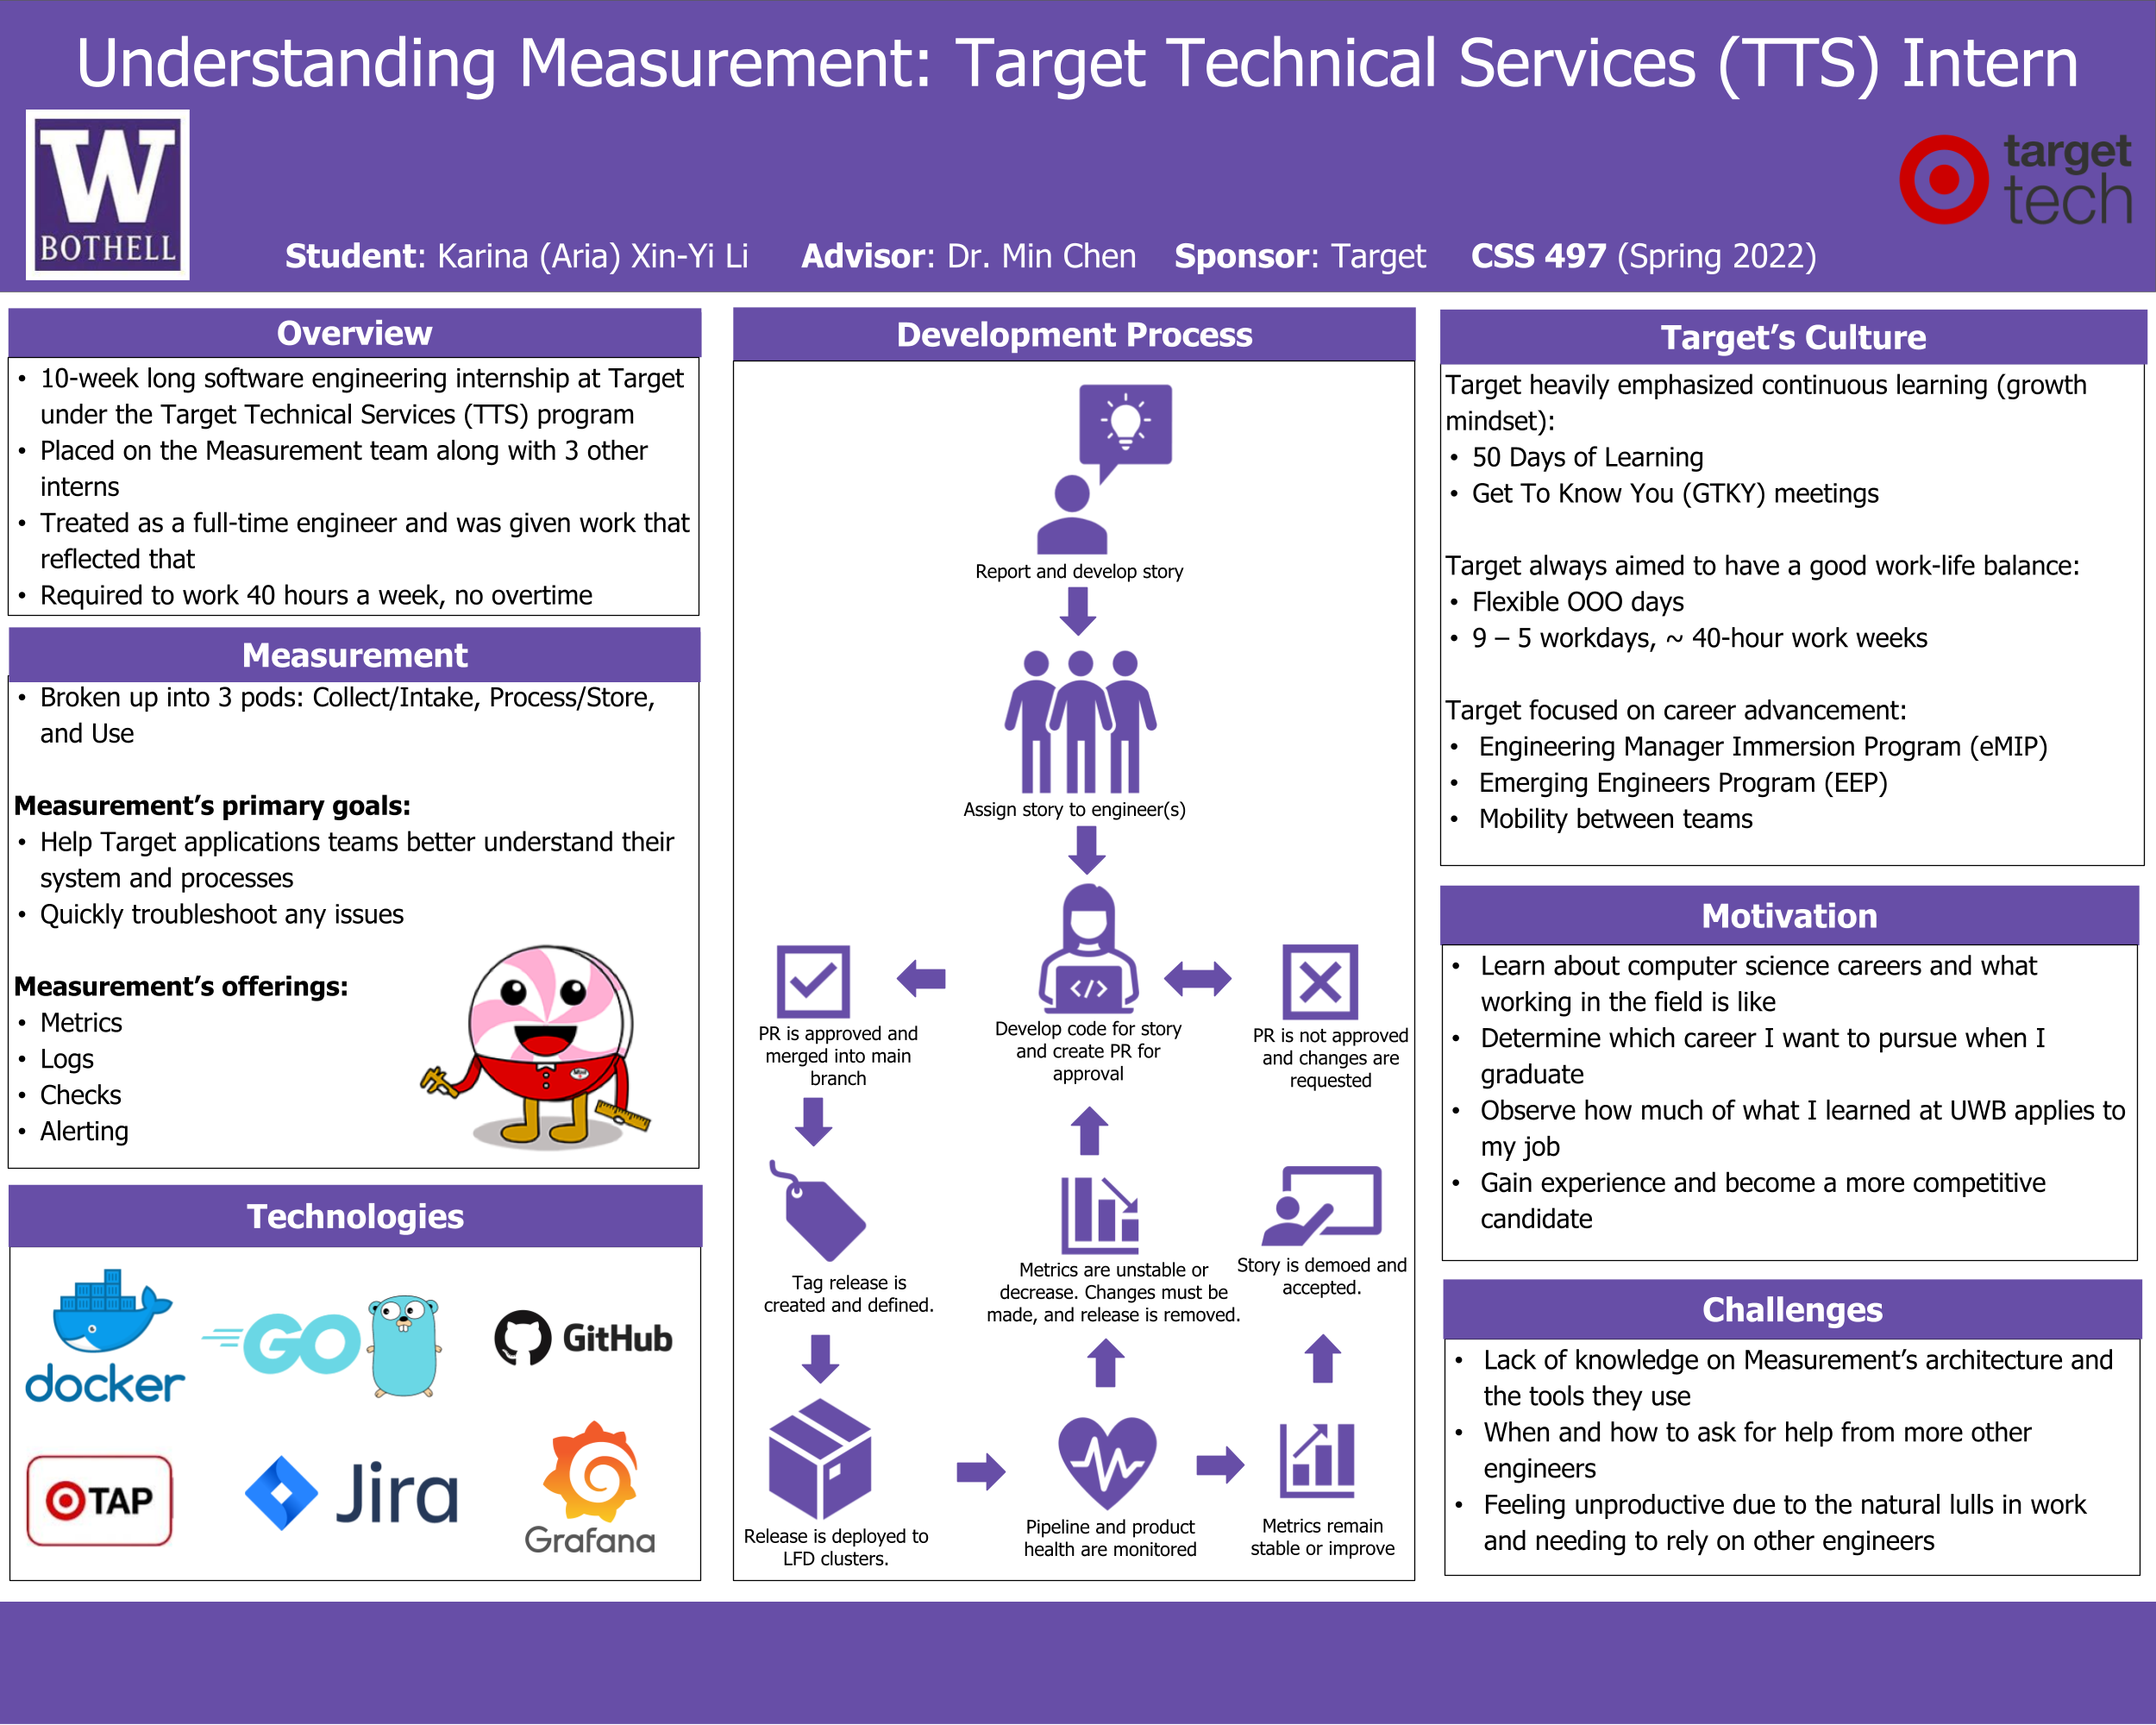 Understanding Measurement: Target Technical Services (TTS) Intern
W
BOTHELL
target
tech
Student: Karina (Aria) Xin-Yi Li Advisor: Dr. Min Chen Sponsor: Target CSS 497 (Spring 2022)
Overview
• 10-week long software engineering internship at Target
under the Target Technical Services (TTS) program
• Placed on the Measurement team along with 3 other
interns
• Treated as a full-time engineer and was given work that
reflected that
• Required to work 40 hours a week, no overtime
Measurement
• Broken up into 3 pods: Collect/Intake, Process/Store,
and Use
Measurement’s primary goals:
• Help Target applications teams better understand their
system and processes
• Quickly troubleshoot any issues
Measurement’s offerings:
• Metrics
• Logs
• Checks
• Alerting
Technologies
docker
GO
GitHub
TAP
Jira
Grafana
Development Process
Report and develop story
Assign story to engineer(s)
</>
Develop code for story
and create PR for
approval
PR is approved and
merged into main
branch
PR is not approved
and changes are
requested
Tag release is
created and defined.
Metrics are unstable or
decrease. Changes must be
made, and release is removed.
Story is demoed and
accepted.
Release is deployed to
LFD clusters.
Pipeline and product
health are monitored
Metrics remain
stable or improve
Target’s Culture
Target heavily emphasized continuous learning (growth
mindset):
• 50 Days of Learning
• Get To Know You (GTKY) meetings
Target always aimed to have a good work-life balance:
• Flexible OOO days
• 9 – 5 workdays, ~ 40-hour work weeks
Target focused on career advancement:
• Engineering Manager Immersion Program (eMIP)
• Emerging Engineers Program (EEP)
• Mobility between teams
Motivation
• Learn about computer science careers and what
working in the field is like
• Determine which career I want to pursue when I
graduate
• Observe how much of what I learned at UWB applies to
my job
• Gain experience and become a more competitive
candidate
Challenges
• Lack of knowledge on Measurement’s architecture and
the tools they use
• When and how to ask for help from more other
engineers
• Feeling unproductive due to the natural lulls in work
and needing to rely on other engineers